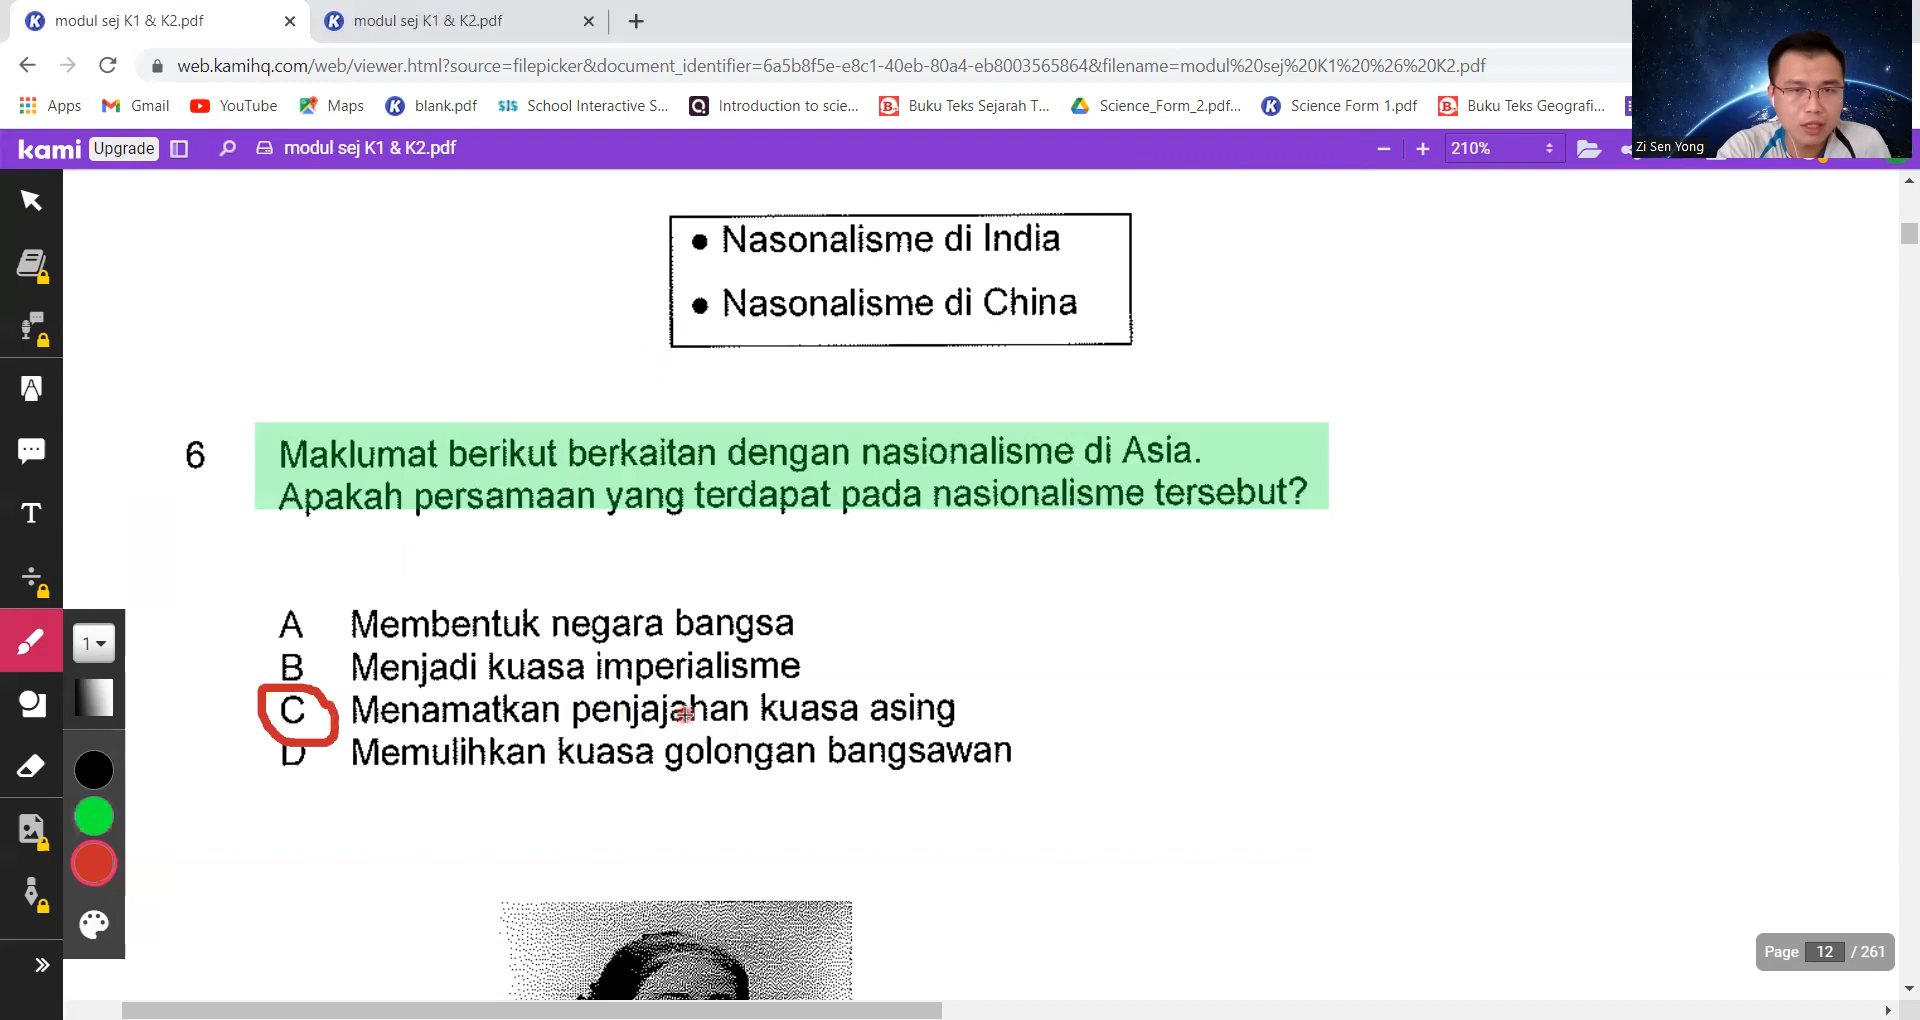 modul sej K1 & K2.pdf
modul sej K1 & K2.pdf
web.kamihq.com/web/viewer.html?source=filepicker&document_identifier=6a5b8f5e-e8c1-40eb-80a4-eb8003565864&filename=modul%20sej%20K1%20%26%20K2.pdf
Apps Gmail YouTube Maps blank.pdf School Interactive S... Introduction to scie... Buku Teks Sejarah T... Science_Form_2.pdf... Science Form 1.pdf Buku Teks Geografi...
kami Upgrade modul sej K1 & K2.pdf 210%
Zi Sen Yong
• Nasonalisme di India
• Nasonalisme di China
6 Maklumat berikut berkaitan dengan nasionalisme di Asia.
Apakah persamaan yang terdapat pada nasionalisme tersebut?
A Membentuk negara bangsa
B Menjadi kuasa imperialisme
C Menamatkan penjajahan kuasa asing
D Memulihkan kuasa golongan bangsawan
1
Page 12 / 261